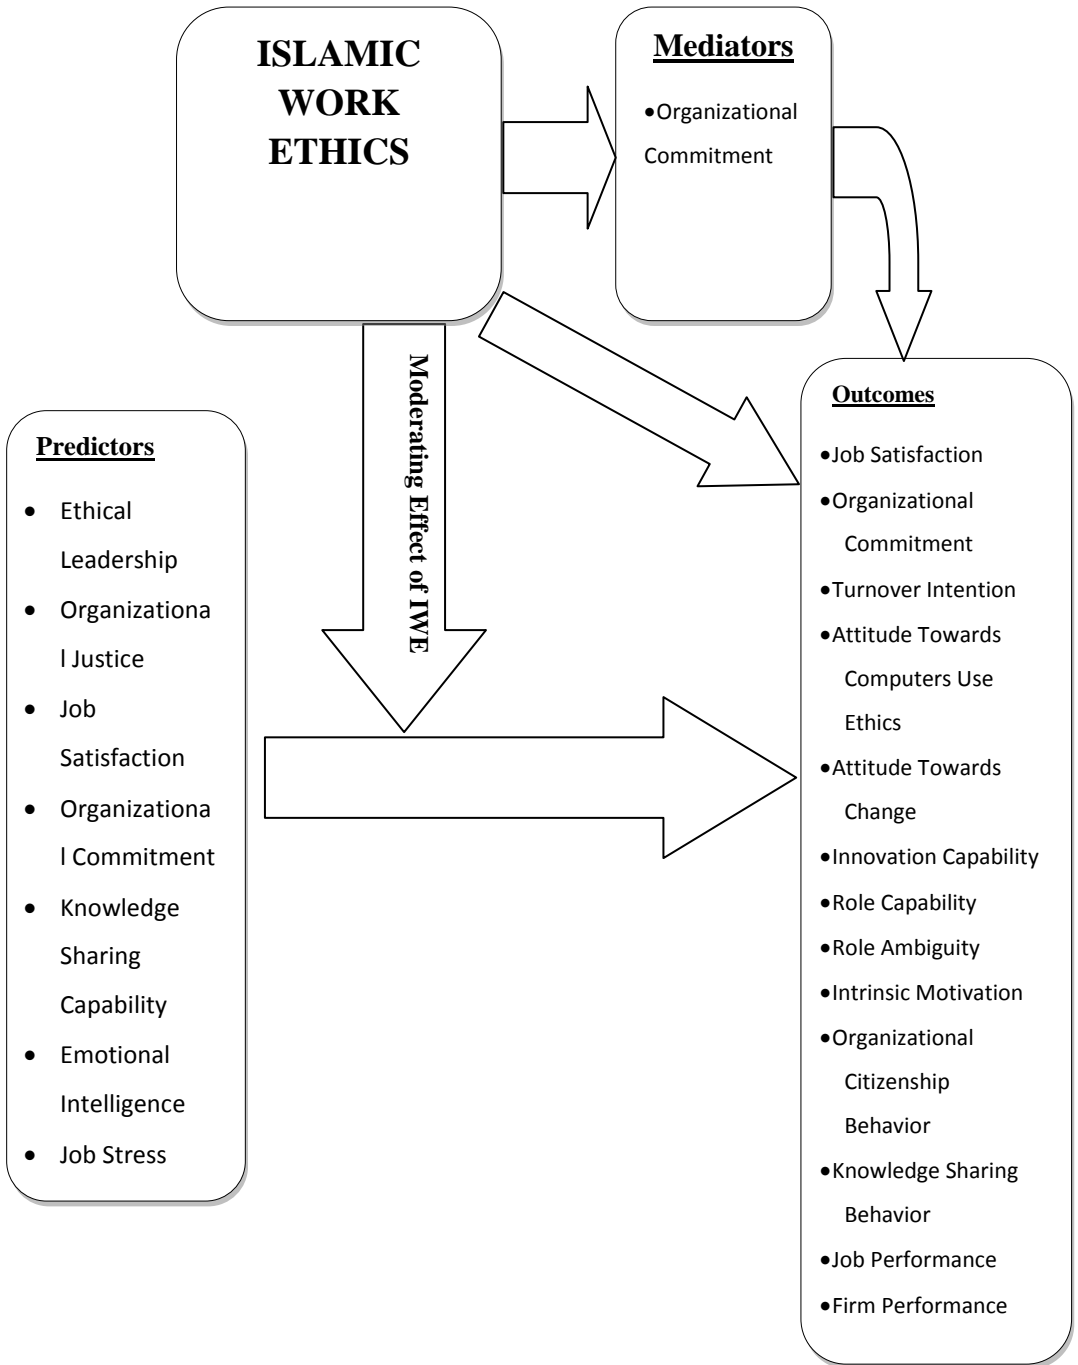 ISLAMIC
WORK
ETHICS
Mediators
•Organizational
Commitment
Moderating Effect of IWE
Predictors
• Ethical
Leadership
• Organizationa
l Justice
• Job
Satisfaction
• Organizationa
l Commitment
• Knowledge
Sharing
Capability
• Emotional
Intelligence
• Job Stress
Outcomes
•Job Satisfaction
•Organizational
Commitment
•Turnover Intention
•Attitude Towards
Computers Use
Ethics
•Attitude Towards
Change
•Innovation Capability
•Role Capability
•Role Ambiguity
•Intrinsic Motivation
•Organizational
Citizenship
Behavior
•Knowledge Sharing
Behavior
•Job Performance
•Firm Performance